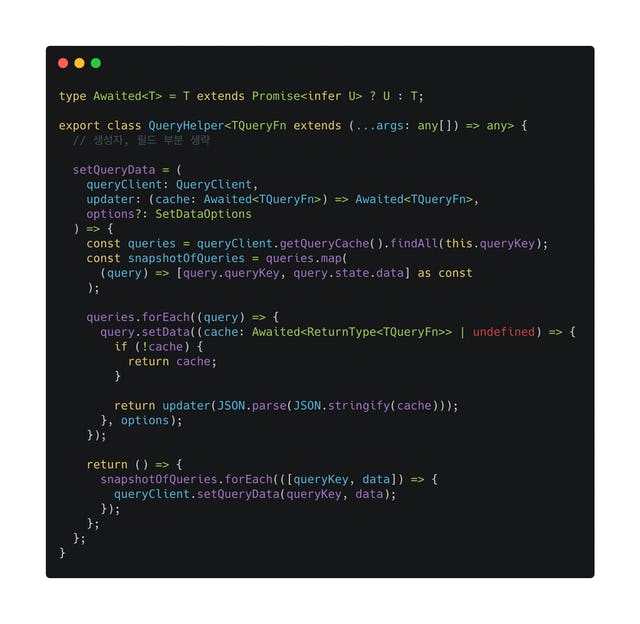 type Awaited<T> = T extends Promise<infer U> ? U : T;
export class QueryHelper<TQueryFn extends (...args: any[]) => any> {
// 생성자, 필드 부분 생략
setQueryData = (
queryClient: QueryClient,
updater: (cache: Awaited<TQueryFn>) => Awaited<TQueryFn>,
options?: SetDataOptions
) => {
const queries = queryClient.getQueryCache().findAll(this.queryKey);
const snapshotOfQueries = queries.map(
(query) => [query.queryKey, query.state.data] as const
);
queries.forEach((query) => {
query.setData((cache: Awaited<ReturnType<TQueryFn>> | undefined) => {
if (!cache) {
return cache;
}
return updater(JSON.parse(JSON.stringify(cache)));
}, options);
});
return () => {
snapshotOfQueries.forEach(([queryKey, data]) => {
queryClient.setQueryData(queryKey, data);
});
};
};
}